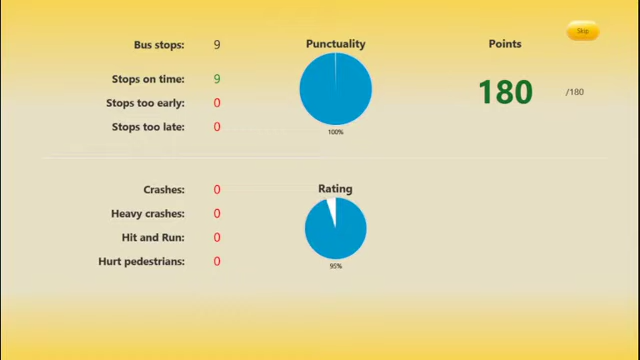 Bus stops: 9
Punctuality
Points
Stop
Stops on time: 9
Stops too early: 0
Stops too late: 0
100%
180 /180
Crashes: 0
Rating
Heavy crashes: 0
Hit and Run: 0
Hurt pedestrians: 0
95%